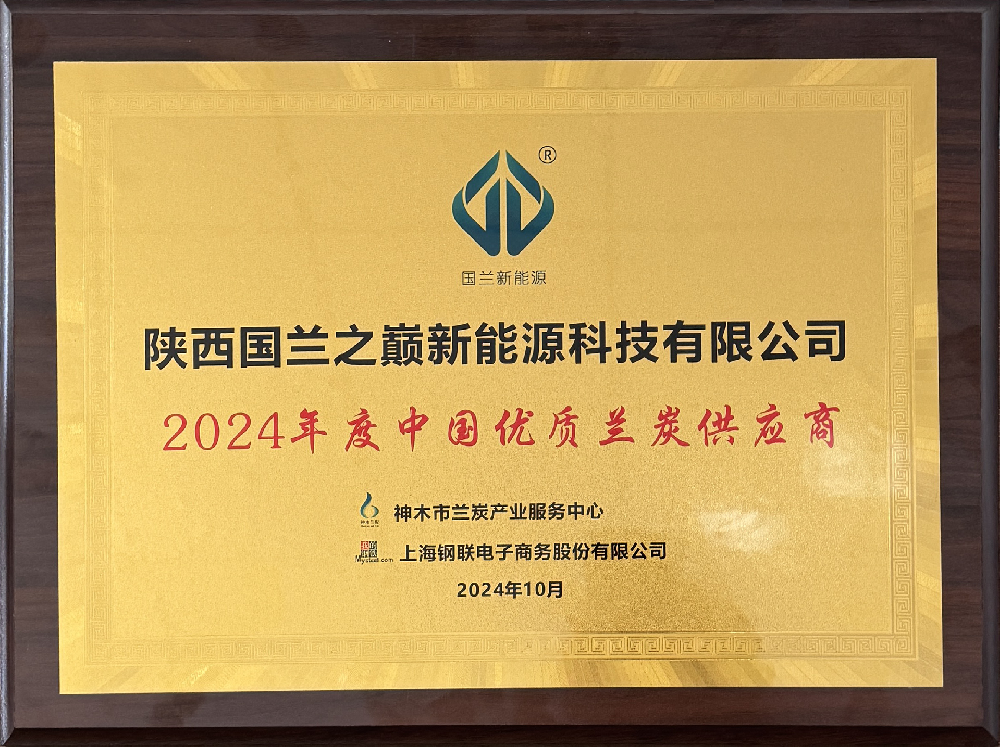 ®
国兰新能源
陕西国兰之巅新能源科技有限公司
2024年度中国优质兰炭供应商
神木市兰炭产业服务中心
Mysteel.com 上海钢联电子商务股份有限公司
2024年10月